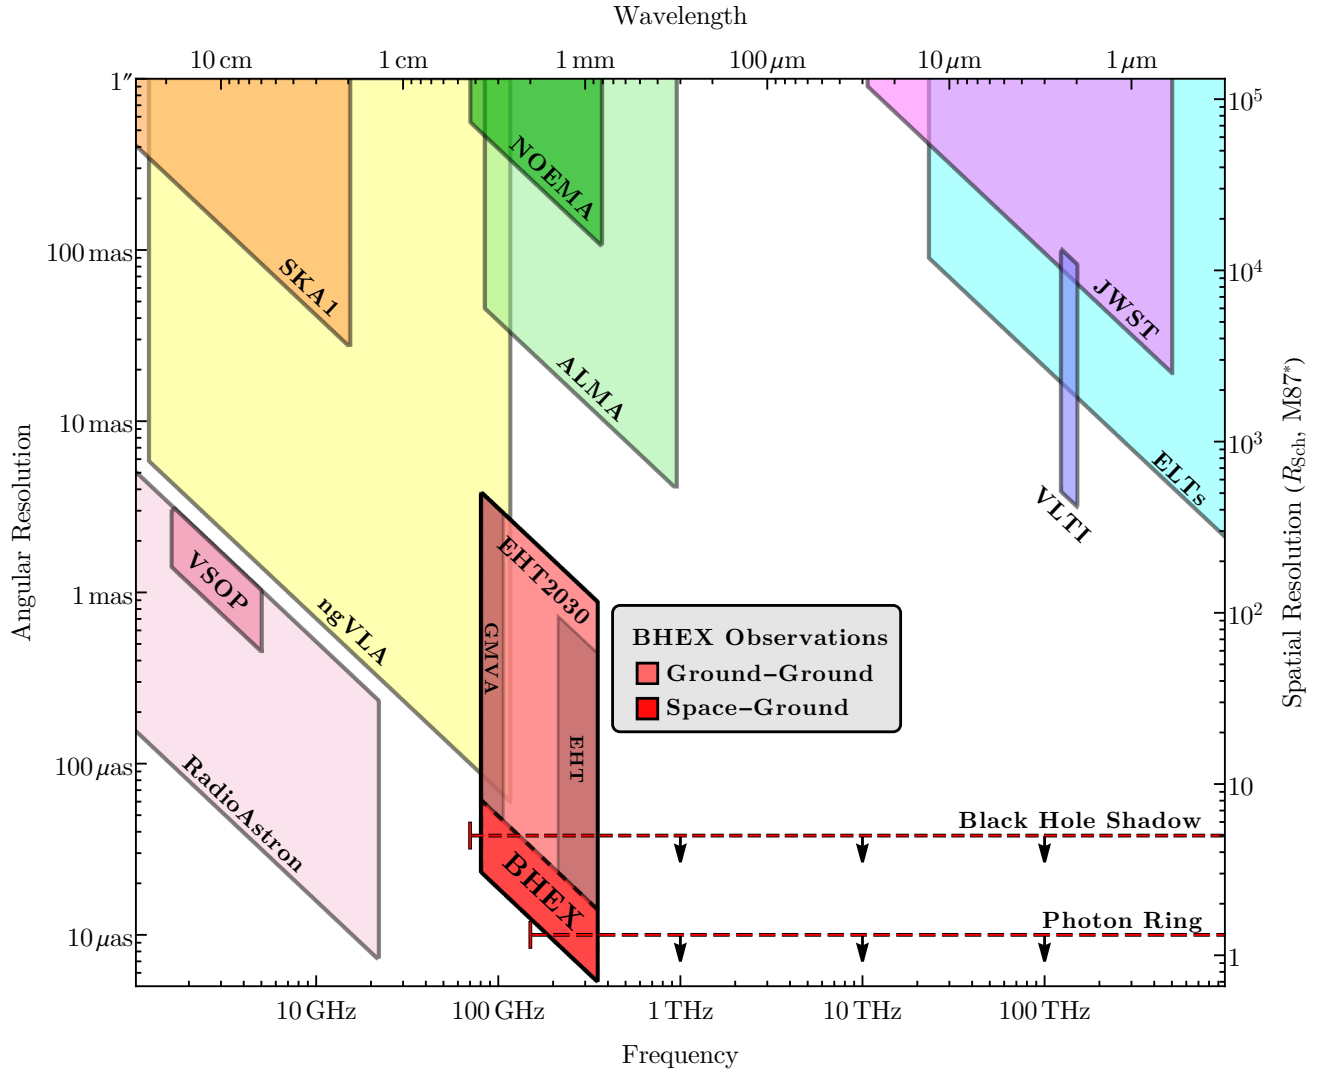 Wavelength
10 cm
1 cm
1 mm
100 μm
10 μm
1 μm
1″
100 mas
10 mas
1 mas
100 μas
10 μas
Angular Resolution
10⁵
10⁴
10³
10²
10
1
Spatial Resolution (R_Sch, M87*)
SKA1
NOEMA
ALMA
JWST
ELTs
VLTI
VSOP
ngVLA
RadioAstron
EHT2030
GMVA
EHT
BHEX
BHEX Observations
Ground–Ground
Space–Ground
Black Hole Shadow
Photon Ring
10 GHz
100 GHz
1 THz
10 THz
100 THz
Frequency